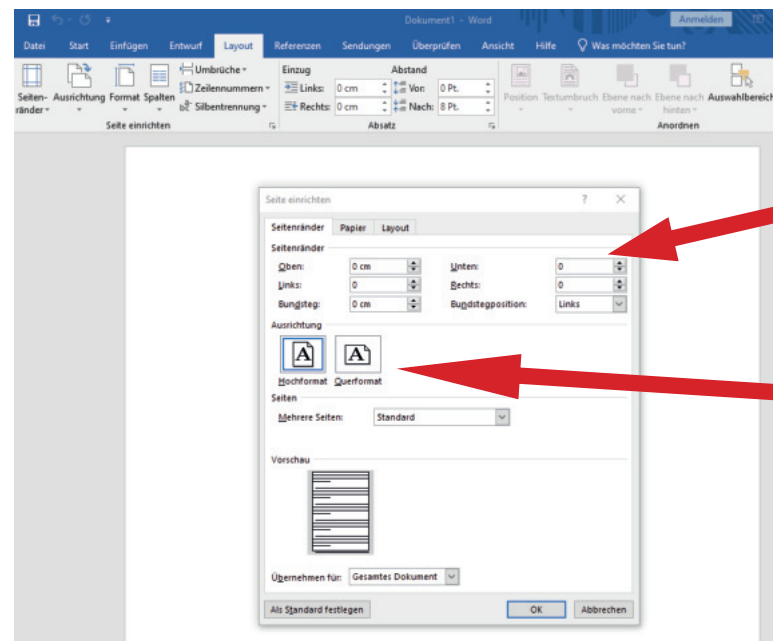 Dokument1 - Word Anmelden
Datei Start Einfügen Entwurf Layout Referenzen Sendungen Überprüfen Ansicht Hilfe Was möchten Sie tun?
Umbrüche Einzug Abstand
Zeilennummern Links: 0 cm Von: 0 Pt.
Seiten- Ausrichtung Format Spalten Position Textumbruch Ebene nach Ebene nach Auswahlbereich
ränder Silbentrennung Rechts: 0 cm Nach: 8 Pt. vorne hinten
Seite einrichten Absatz Anordnen
Seite einrichten ?
Seitenränder Papier Layout
Seitenränder
Oben: 0 cm Unten: 0
Links: 0 Rechts: 0
Bundsteg: 0 cm Bundstegposition: Links
Ausrichtung
A A
Hochformat Querformat
Seiten
Mehrere Seiten: Standard
Vorschau
Übernehmen für: Gesamtes Dokument
Als Standard festlegen OK Abbrechen